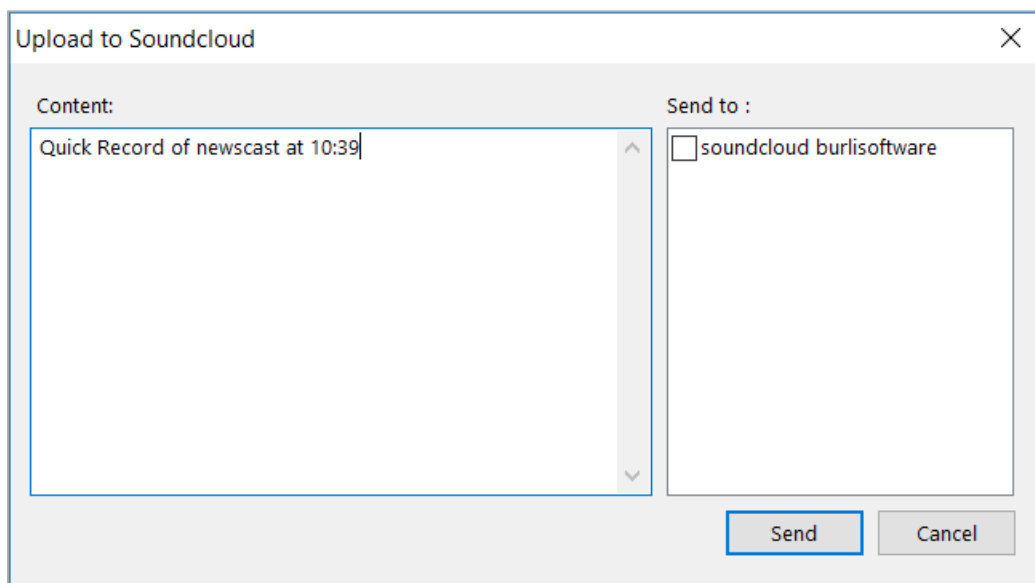 Upload to Soundcloud
Content:
Send to :
Quick Record of newscast at 10:39
soundcloud burlisoftware
Send
Cancel